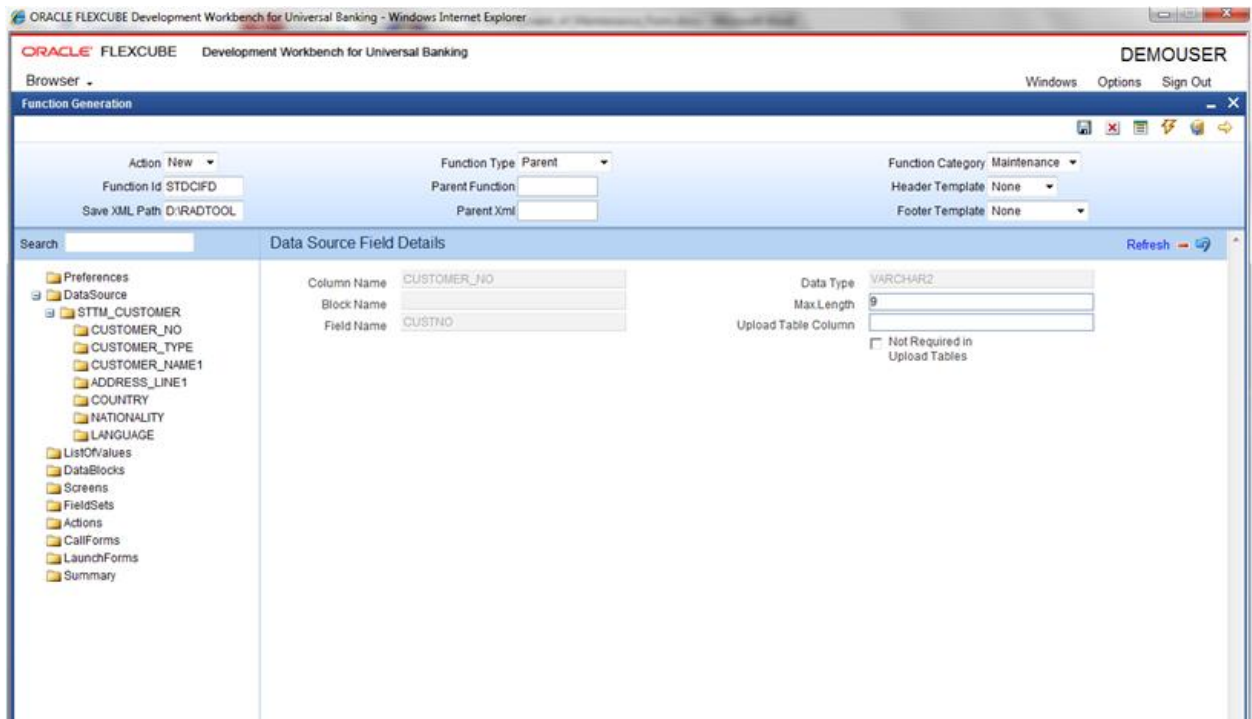 ORACLE FLEXCUBE Development Workbench for Universal Banking - Windows Internet Explorer
ORACLE FLEXCUBE Development Workbench for Universal Banking DEMOUSER
Browser Windows Options Sign Out
Function Generation
Action New Function Type Parent Function Category Maintenance
Function Id STDCIFD Parent Function Header Template None
Save XML Path D:\RADTOOL Parent Xml Footer Template None
Search Data Source Field Details Refresh
Preferences
DataSource
STTM_CUSTOMER
CUSTOMER_NO
CUSTOMER_TYPE
CUSTOMER_NAME1
ADDRESS_LINE1
COUNTRY
NATIONALITY
LANGUAGE
ListOfValues
DataBlocks
Screens
FieldSets
Actions
CallForms
LaunchForms
Summary
Column Name CUSTOMER_NO Data Type VARCHAR2
Block Name Max.Length 9
Field Name CUSTNO Upload Table Column
Not Required in
Upload Tables